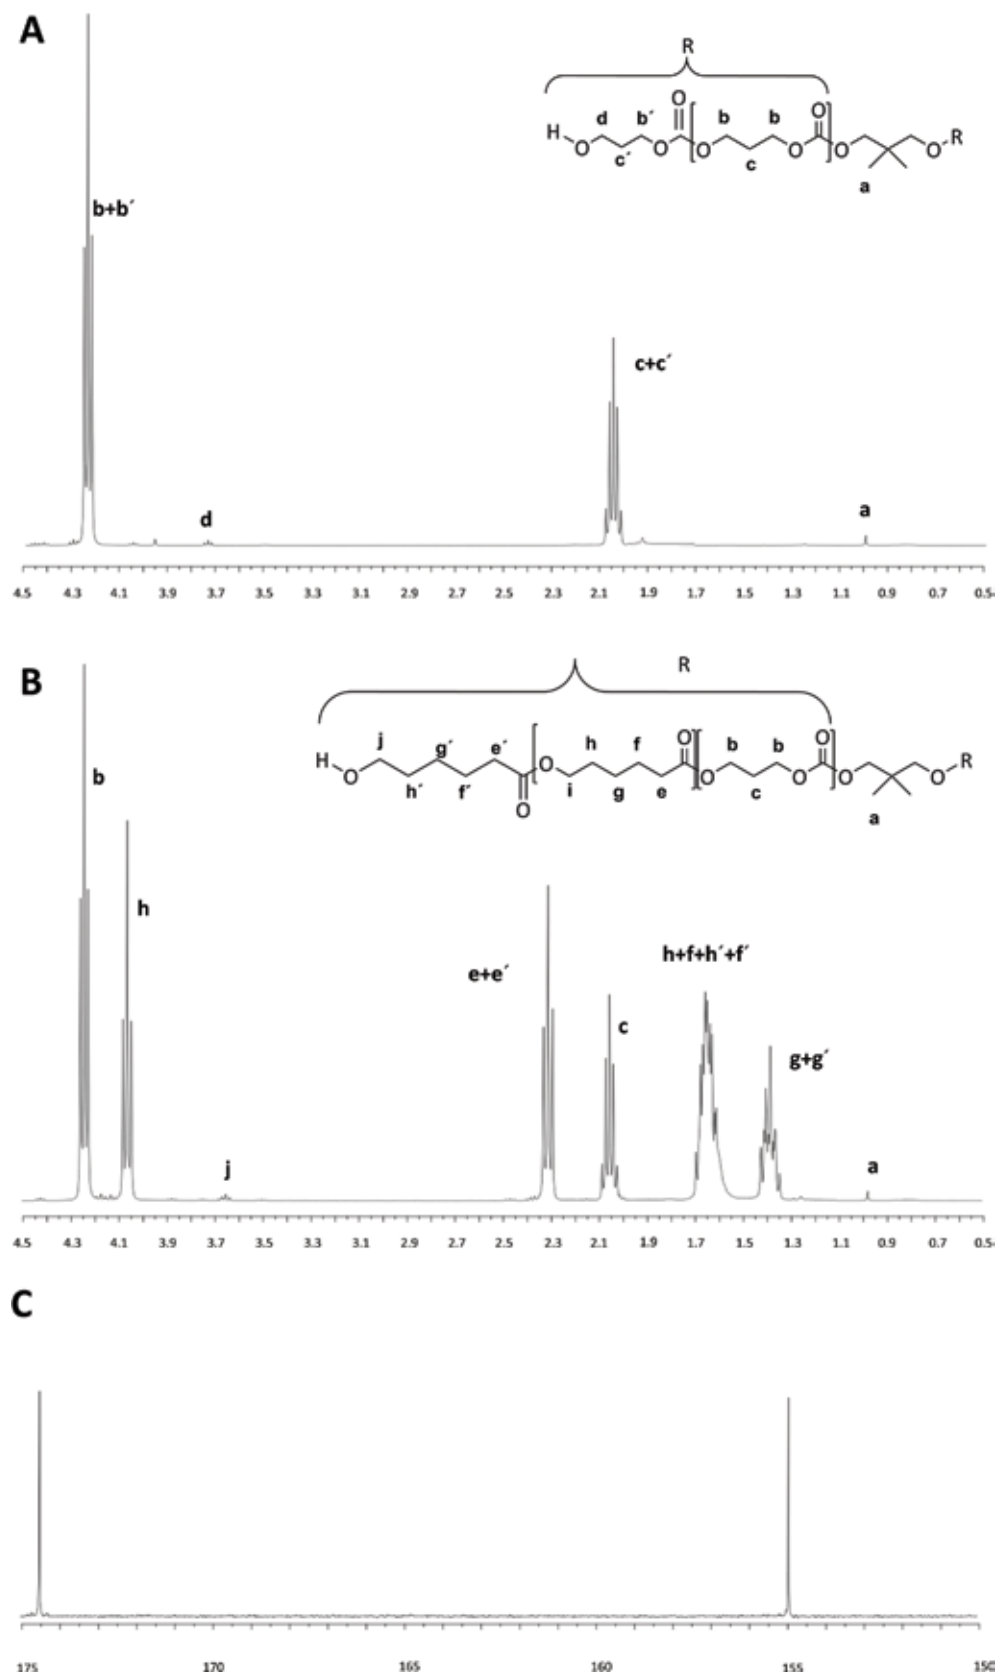 A
R
O
O
d
b´
b
b
H
O
c´
O
O
c
O
O
O
R
a
b+b´
c+c´
d
a
4.5 4.3 4.1 3.9 3.7 3.5 3.3 3.1 2.9 2.7 2.5 2.3 2.1 1.9 1.7 1.5 1.3 1.1 0.9 0.7 0.5
B
R
j
g´
e´
h
f
O
b
b
O
H
O
h´
f´
O
O
i
g
e
O
c
O
O
O
R
a
b
h
e+e´
c
h+f+h´+f´
g+g´
j
a
4.5 4.3 4.1 3.9 3.7 3.5 3.3 3.1 2.9 2.7 2.5 2.3 2.1 1.9 1.7 1.5 1.3 1.1 0.9 0.7 0.5
C
175 170 165 160 155 150